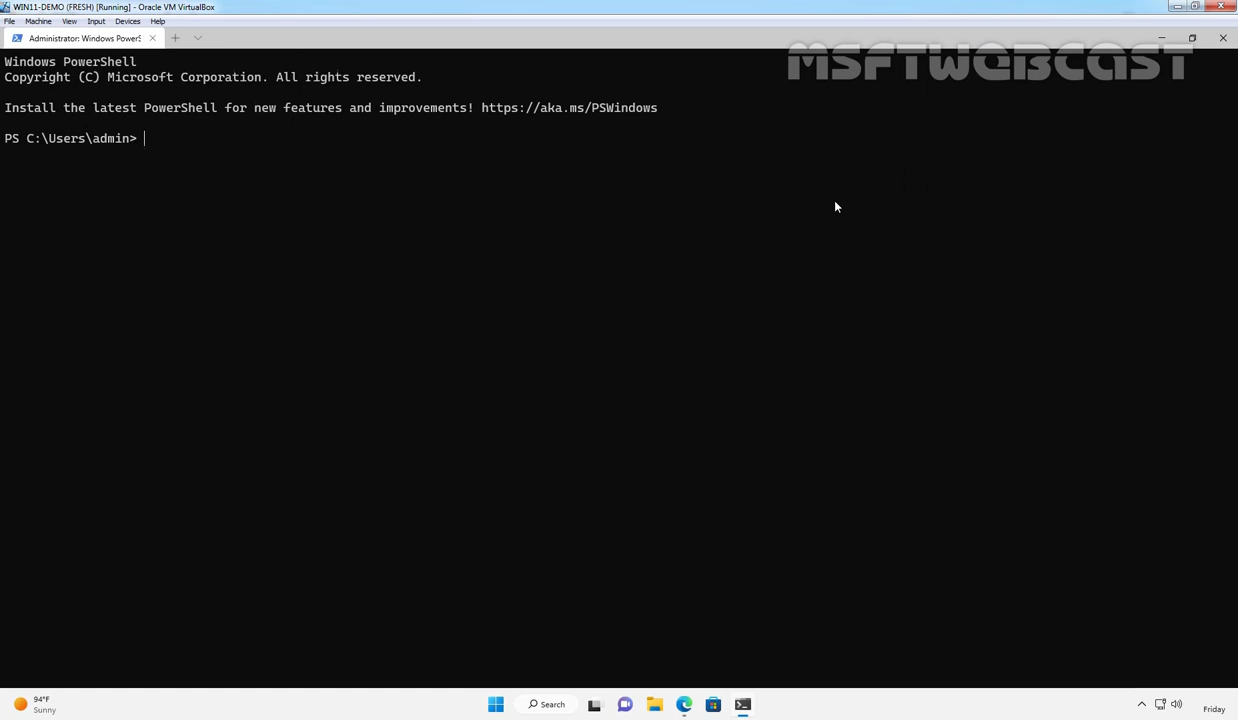 WIN11-DEMO (FRESH) [Running] - Oracle VM VirtualBox
File Machine View Input Devices Help
Administrator: Windows PowerS
MSFTWEBCAST
Windows PowerShell
Copyright (C) Microsoft Corporation. All rights reserved.
Install the latest PowerShell for new features and improvements! https://aka.ms/PSWindows
PS C:\Users\admin>
94°F
Sunny
Search
Friday